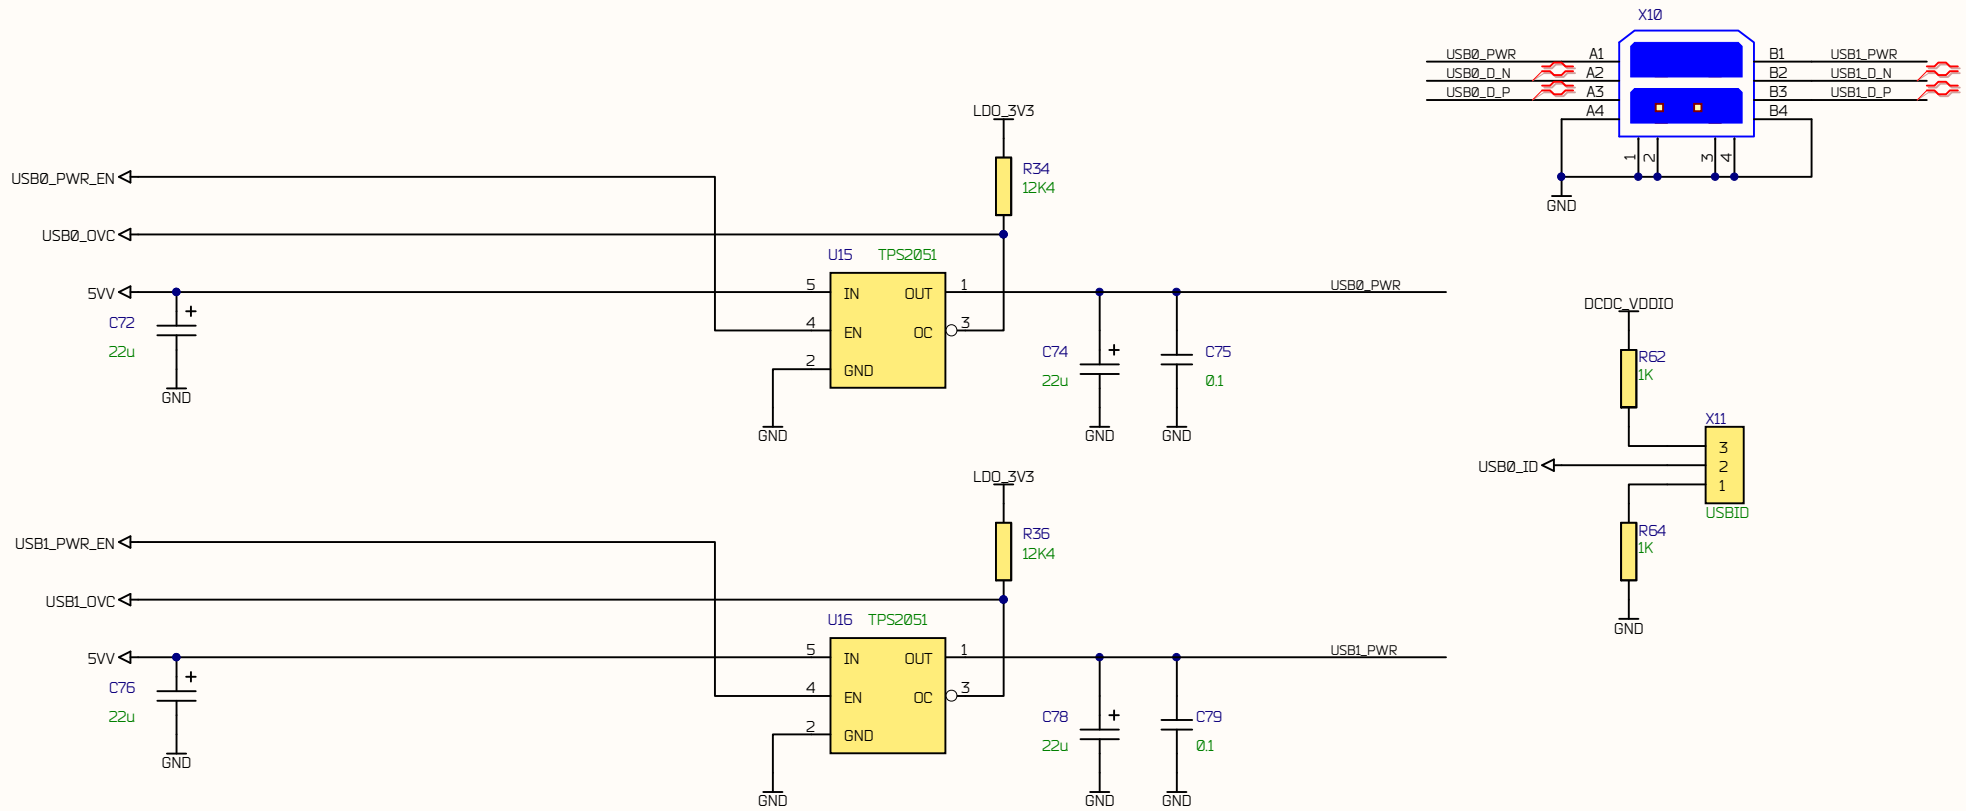 X10
USB0_PWR A1 B1 USB1_PWR
USB0_D_N A2 B2 USB1_D_N
USB0_D_P A3 B3 USB1_D_P
A4 B4
1 2 3 4
GND
LDO_3V3
R34
12K4
USB0_PWR_EN
USB0_OVC
U15 TPS2051
5VV 5 IN OUT 1 USB0_PWR
C72
22u
GND
4 EN OC 3
2 GND
GND
C74
22u
GND
C75
0.1
GND
DCDC_VDDIO
R62
1K
X11
3
USB0_ID 2
1
USBID
R64
1K
GND
LDO_3V3
R36
12K4
USB1_PWR_EN
USB1_OVC
U16 TPS2051
5VV 5 IN OUT 1 USB1_PWR
C76
22u
GND
4 EN OC 3
2 GND
GND
C78
22u
GND
C79
0.1
GND